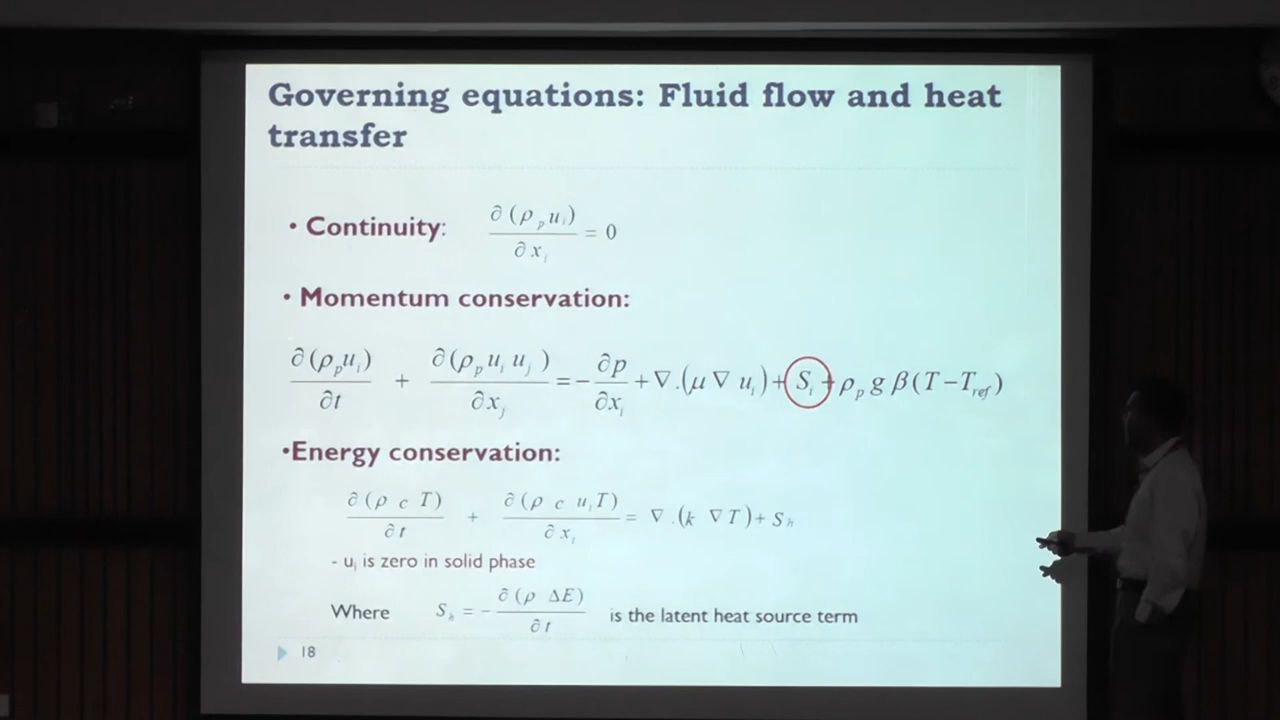 Governing equations: Fluid flow and heat
transfer
• Continuity: ∂(ρ_p u_i)/∂x_i = 0
• Momentum conservation:
∂(ρ_p u_i)/∂t + ∂(ρ_p u_i u_j)/∂x_j = −∂p/∂x_i + ∇.(μ∇u_i) + S_i + ρ_p g β(T−T_ref)
•Energy conservation:
∂(ρ c T)/∂t + ∂(ρ c u_i T)/∂x_i = ∇.(k ∇T) + S_h
- u_i is zero in solid phase
Where S_h = −∂(ρ ΔE)/∂t is the latent heat source term
18